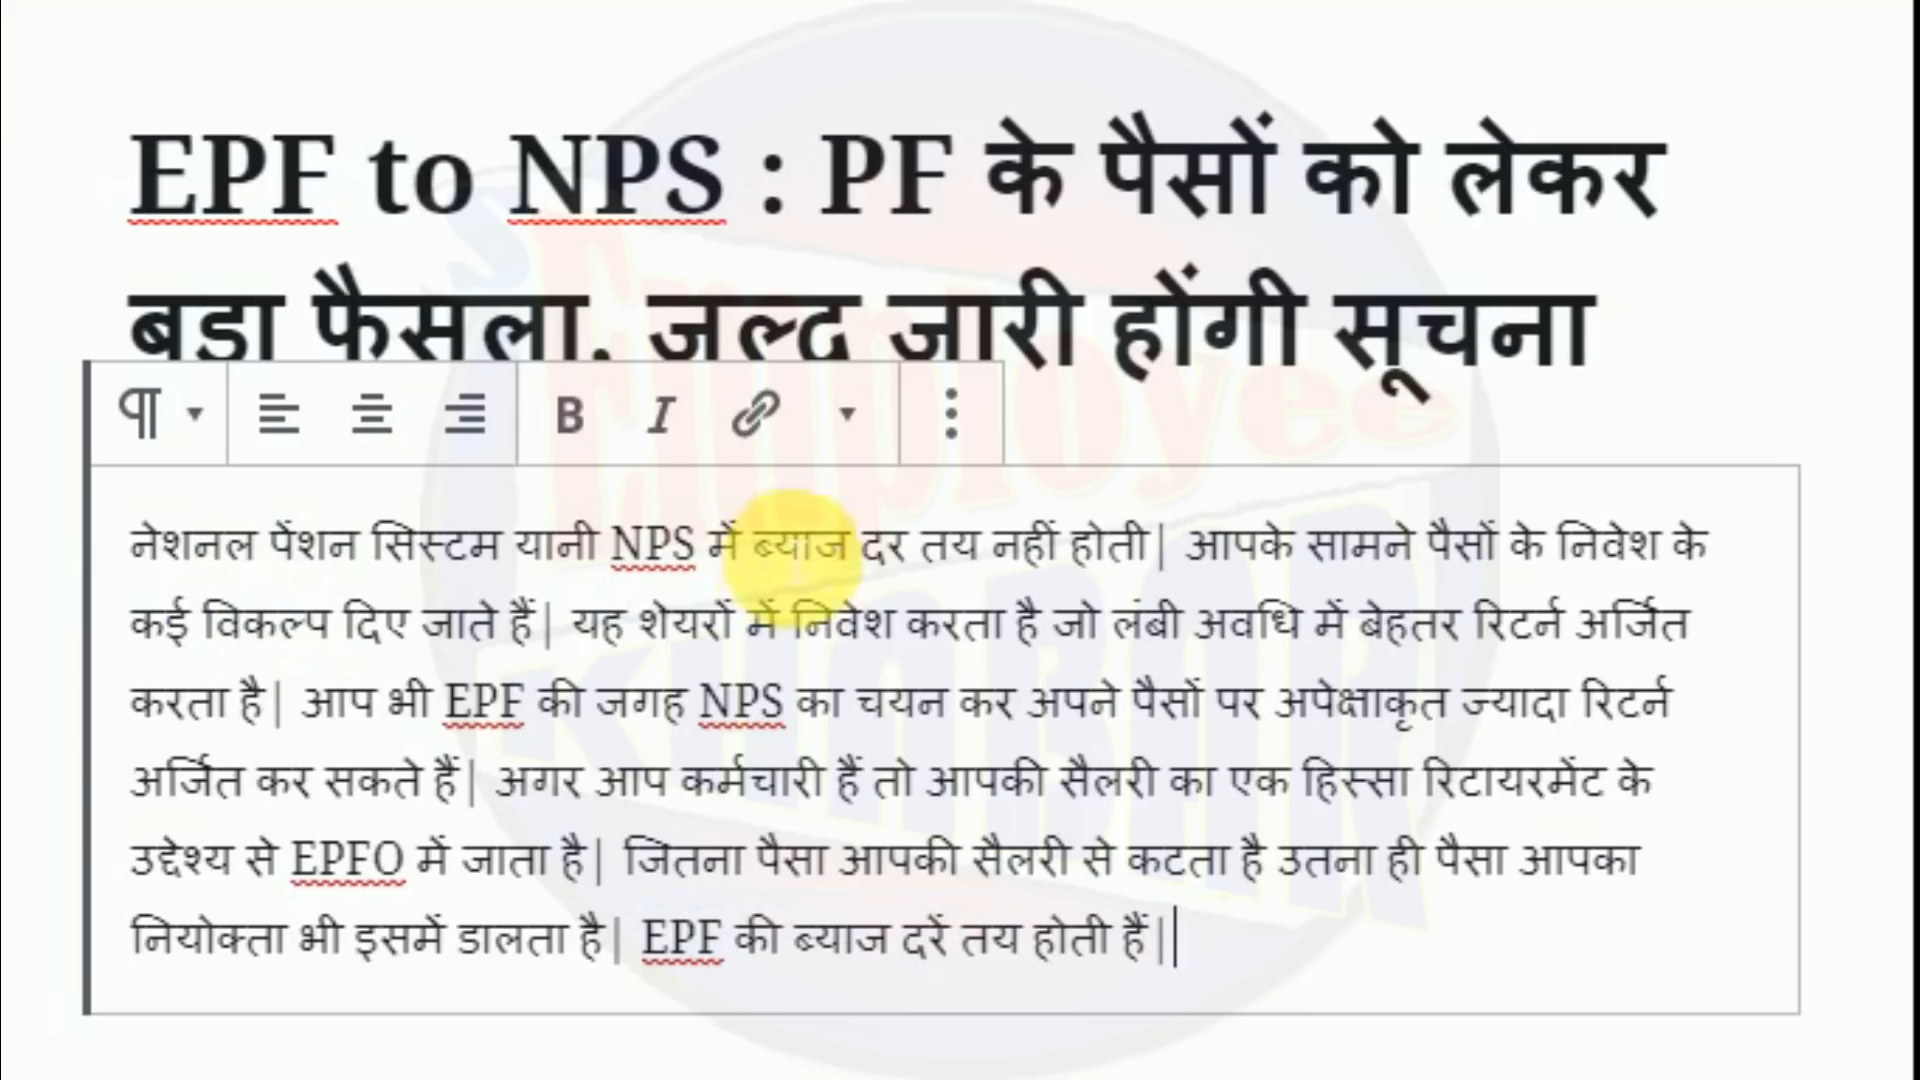 EPF to NPS : PF के पैसों को लेकर
बड़ा फैसला, जल्द जारी होंगी सूचना
B I
नेशनल पेंशन सिस्टम यानी NPS में ब्याज दर तय नहीं होती| आपके सामने पैसों के निवेश के
कई विकल्प दिए जाते हैं| यह शेयरों में निवेश करता है जो लंबी अवधि में बेहतर रिटर्न अर्जित
करता है| आप भी EPF की जगह NPS का चयन कर अपने पैसों पर अपेक्षाकृत ज्यादा रिटर्न
अर्जित कर सकते हैं| अगर आप कर्मचारी हैं तो आपकी सैलरी का एक हिस्सा रिटायरमेंट के
उद्देश्य से EPFO में जाता है| जितना पैसा आपकी सैलरी से कटता है उतना ही पैसा आपका
नियोक्ता भी इसमें डालता है| EPF की ब्याज दरें तय होती हैं|
Employee
KHABAR